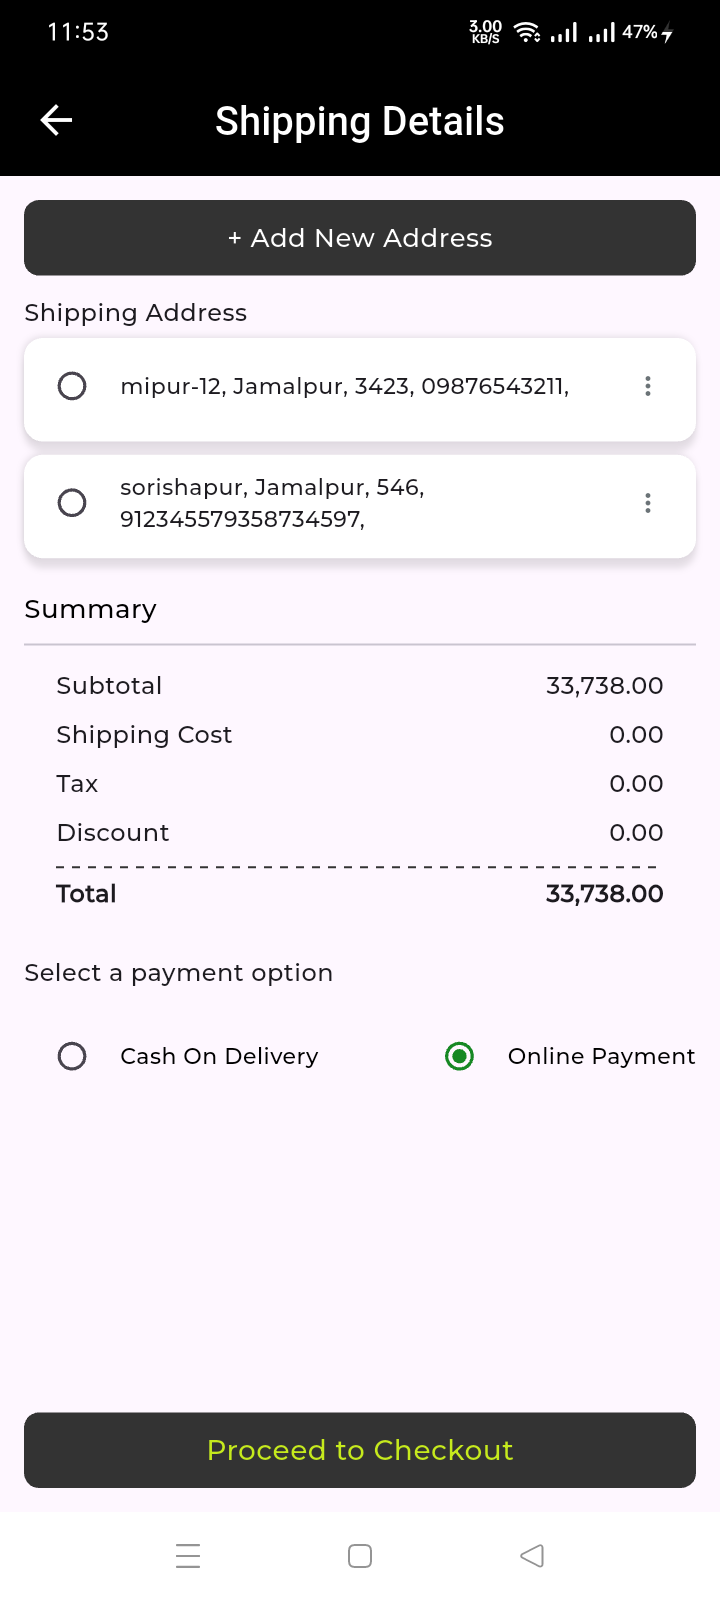 11:53
3.00
KB/S
47%
Shipping Details
+ Add New Address
Shipping Address
mipur-12, Jamalpur, 3423, 09876543211,
sorishapur, Jamalpur, 546,
912345579358734597,
Summary
Subtotal 33,738.00
Shipping Cost 0.00
Tax 0.00
Discount 0.00
Total 33,738.00
Select a payment option
Cash On Delivery Online Payment
Proceed to Checkout